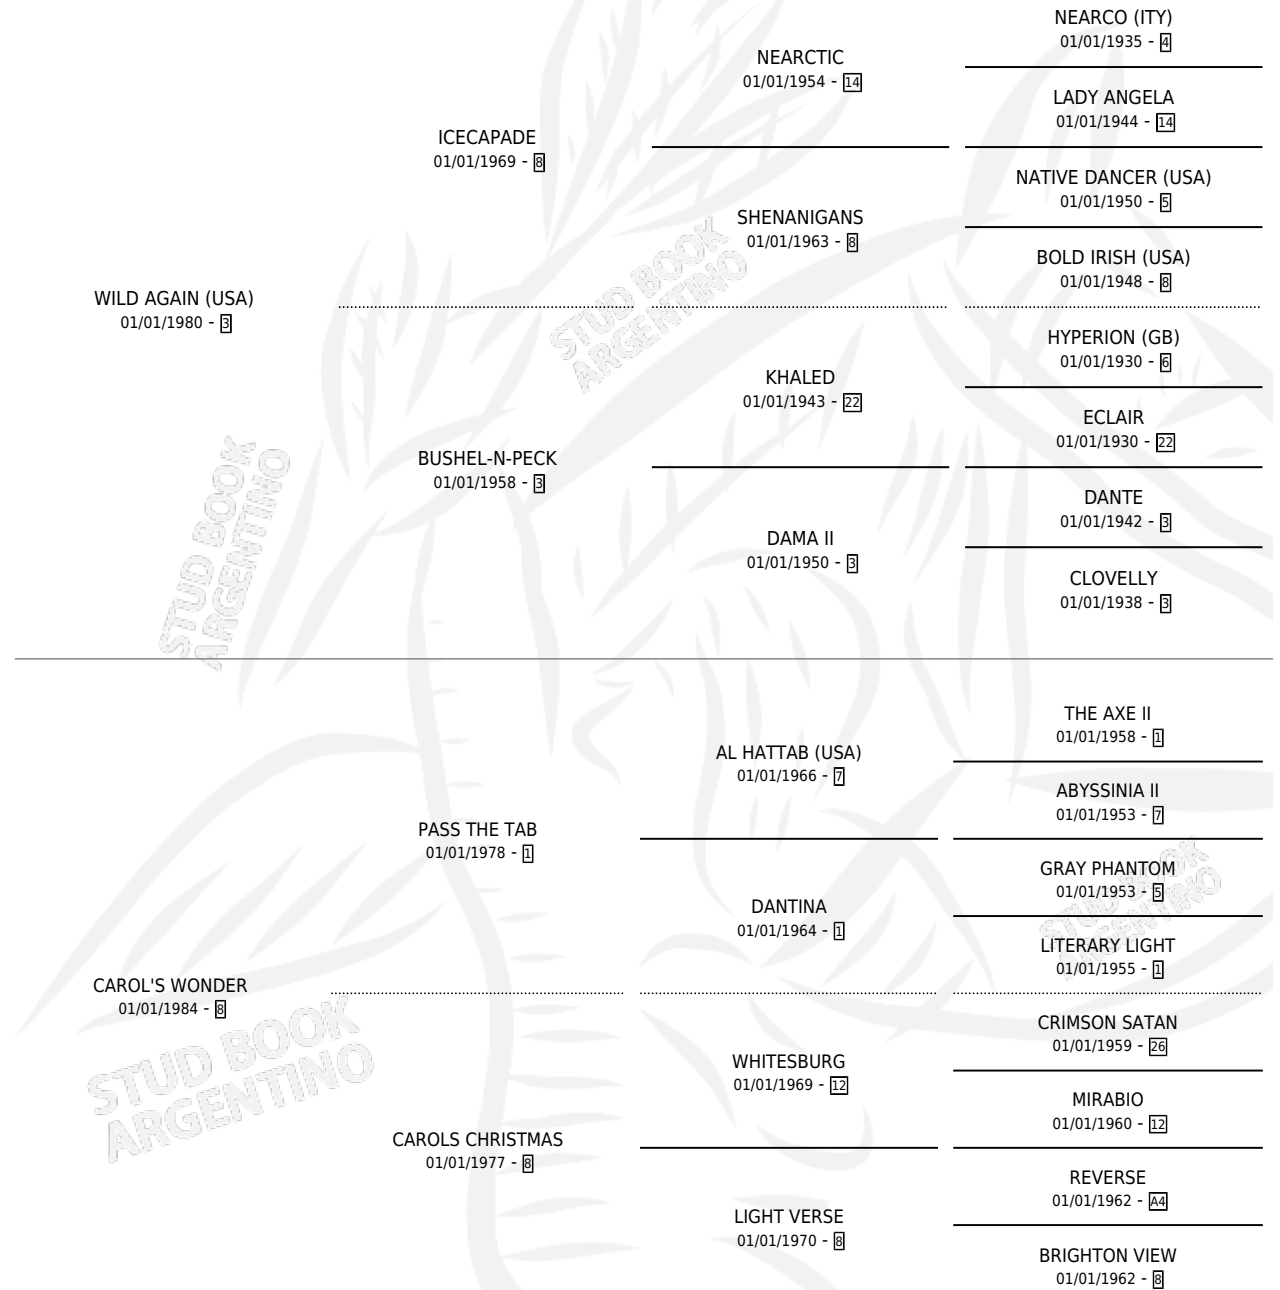 NEARCO (ITY)
01/01/1935 - 4
NEARCTIC
01/01/1954 - 14
LADY ANGELA
01/01/1944 - 14
ICECAPADE
01/01/1969 - 8
NATIVE DANCER (USA)
01/01/1950 - 5
SHENANIGANS
01/01/1963 - 8
BOLD IRISH (USA)
01/01/1948 - 8
WILD AGAIN (USA)
01/01/1980 - 3
STUD BOOK
ARGENTINO
HYPERION (GB)
01/01/1930 - 6
KHALED
01/01/1943 - 22
ECLAIR
01/01/1930 - 22
BUSHEL-N-PECK
01/01/1958 - 3
DANTE
01/01/1942 - 3
DAMA II
01/01/1950 - 3
CLOVELLY
01/01/1938 - 3
STUD BOOK
ARGENTINO
THE AXE II
01/01/1958 - 1
AL HATTAB (USA)
01/01/1966 - 7
ABYSSINIA II
01/01/1953 - 7
PASS THE TAB
01/01/1978 - 1
GRAY PHANTOM
01/01/1953 - 5
DANTINA
01/01/1964 - 1
LITERARY LIGHT
01/01/1955 - 1
STUD BOOK
ARGENTINO
CAROL'S WONDER
01/01/1984 - 8
CRIMSON SATAN
01/01/1959 - 26
WHITESBURG
01/01/1969 - 12
MIRABIO
01/01/1960 - 12
STUD BOOK
ARGENTINO
CAROLS CHRISTMAS
01/01/1977 - 8
REVERSE
01/01/1962 - A4
LIGHT VERSE
01/01/1970 - 8
BRIGHTON VIEW
01/01/1962 - 8